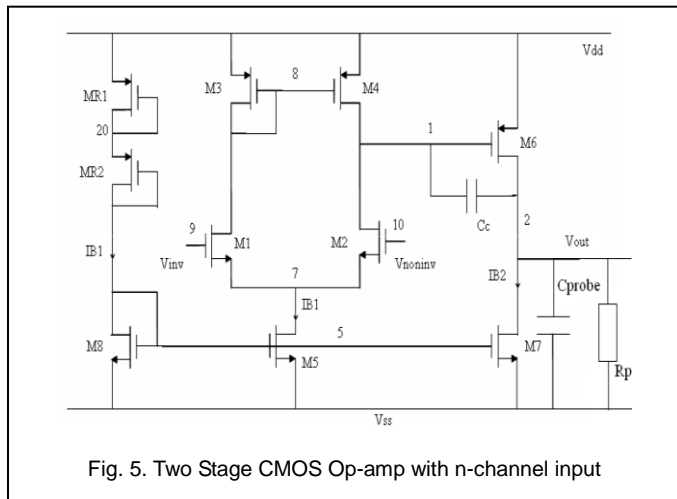 Vdd
M3
8
M4
MR1
20
1
M6
MR2
Cc
2
9
10
M1
M2
Vout
IB1
Vinv
Vnoninv
7
IB2
Cprobe
IB1
5
M8
M5
M7
Rp
Vss
Fig. 5. Two Stage CMOS Op-amp with n-channel input